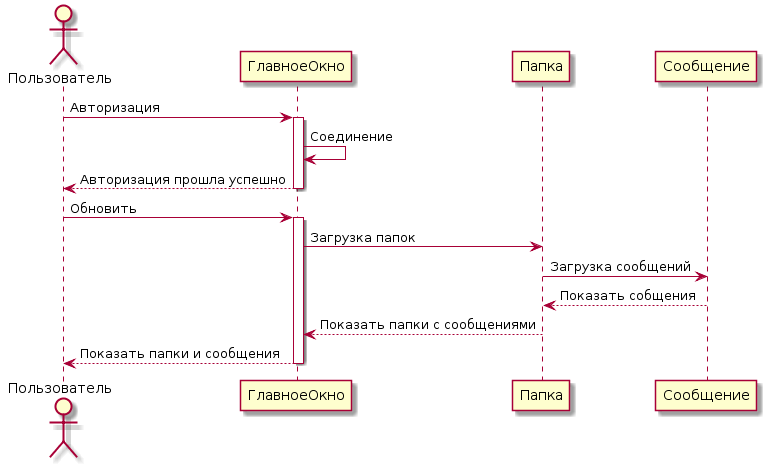 Пользователь
ГлавноеОкно
Папка
Сообщение
Авторизация
Соединение
Авторизация прошла успешно
Обновить
Загрузка папок
Загрузка сообщений
Показать собщения
Показать папки с сообщениями
Показать папки и сообщения
Пользователь
ГлавноеОкно
Папка
Сообщение